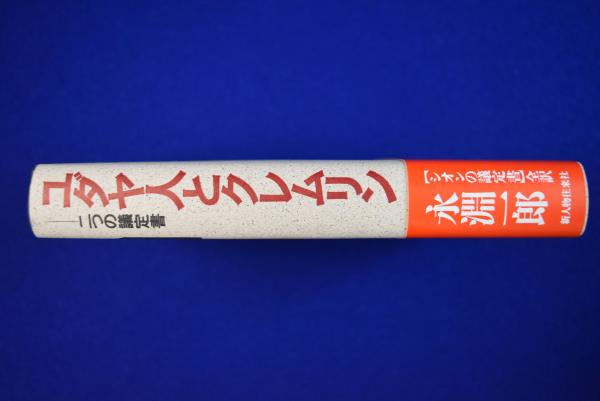 ユダヤ人とクレムリン
──二つの議定書
「シオンの議定書」全訳
永淵一郎
新人物往来社